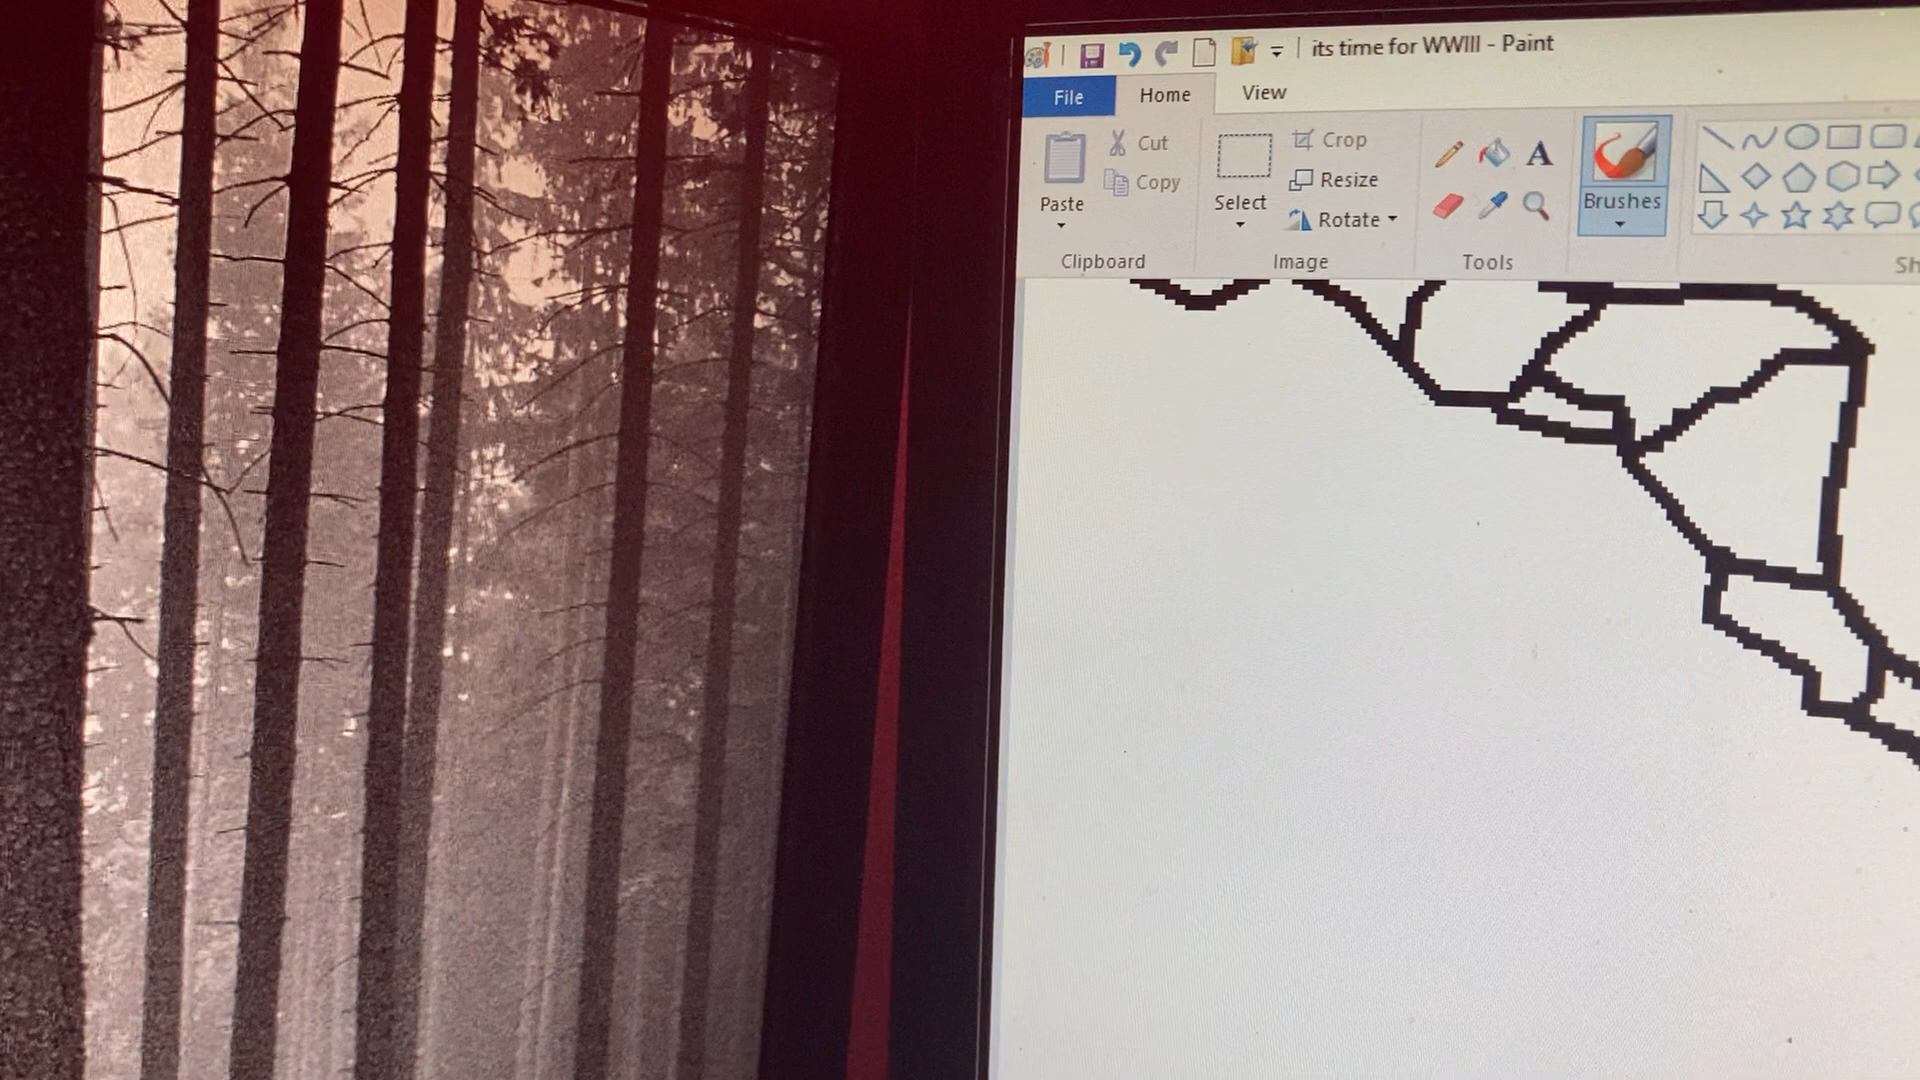 its time for WWIII - Paint
File Home View
Cut
Copy
Paste
Clipboard
Crop
Resize
Rotate
Select
Image
A
Tools
Brushes
Sh